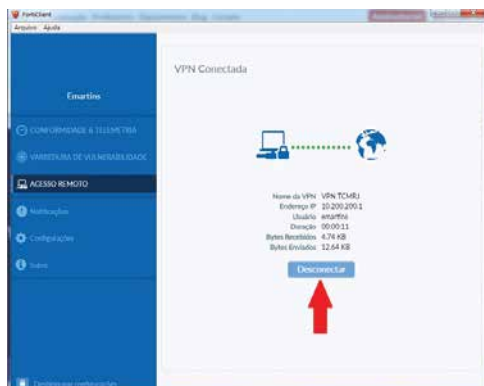 FortiClient
Arquivo Ajuda
VPN Conectada
Emartins
CONFORMIDADE & TELEMETRIA
VARREDURA DE VULNERABILIDADE
ACESSO REMOTO
Notificações
Configurações
Sobre
Nome da VPN VPN TCMRJ
Endereço IP 10.200.200.1
Usuário emartins
Duração 00:00:11
Bytes Recebidos 4.74 KB
Bytes Enviados 12.64 KB
Desconectar
configurações